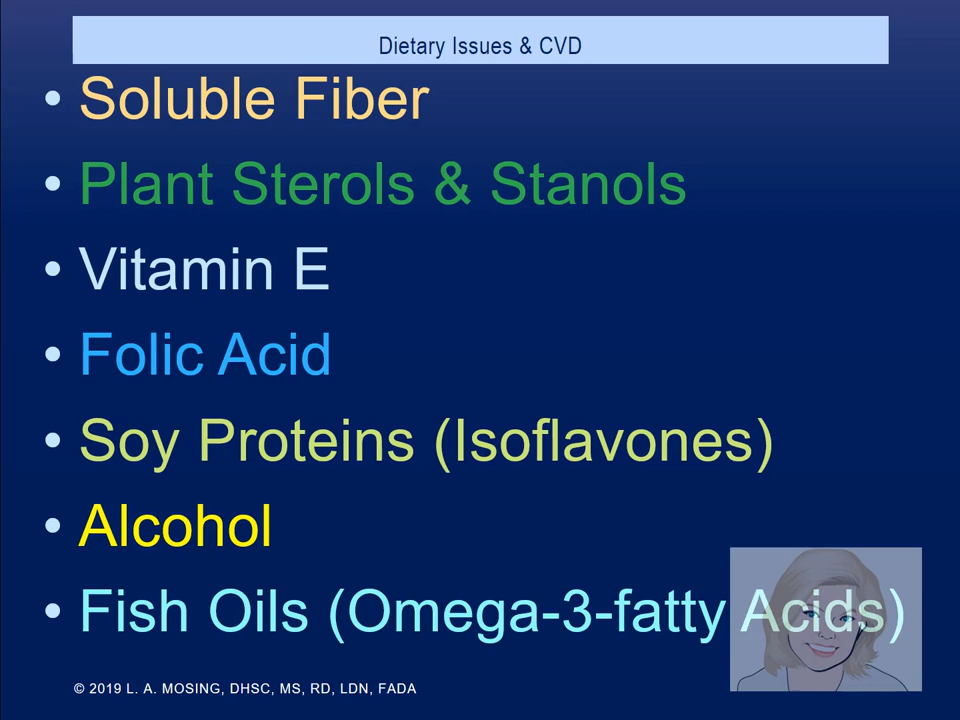 Dietary Issues & CVD
• Soluble Fiber
• Plant Sterols & Stanols
• Vitamin E
• Folic Acid
• Soy Proteins (Isoflavones)
• Alcohol
• Fish Oils (Omega-3-fatty Acids)
© 2019 L. A. MOSING, DHSC, MS, RD, LDN, FADA